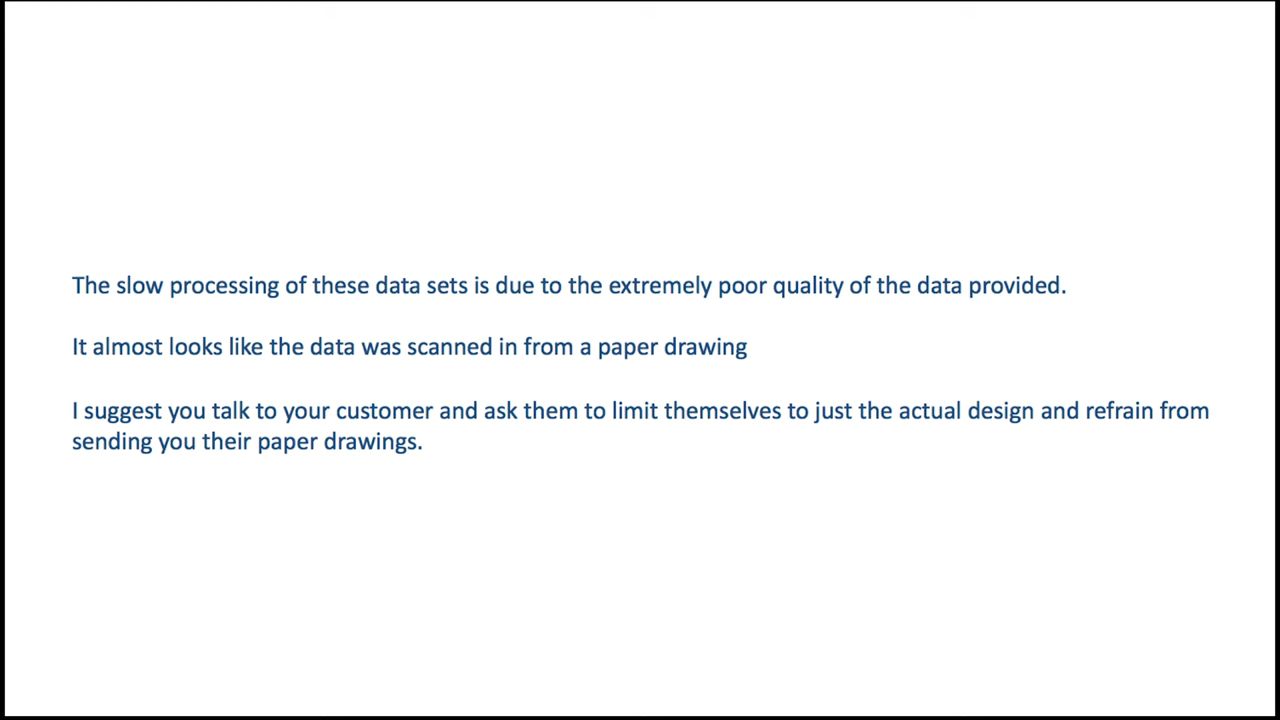 The slow processing of these data sets is due to the extremely poor quality of the data provided.
It almost looks like the data was scanned in from a paper drawing
I suggest you talk to your customer and ask them to limit themselves to just the actual design and refrain from
sending you their paper drawings.